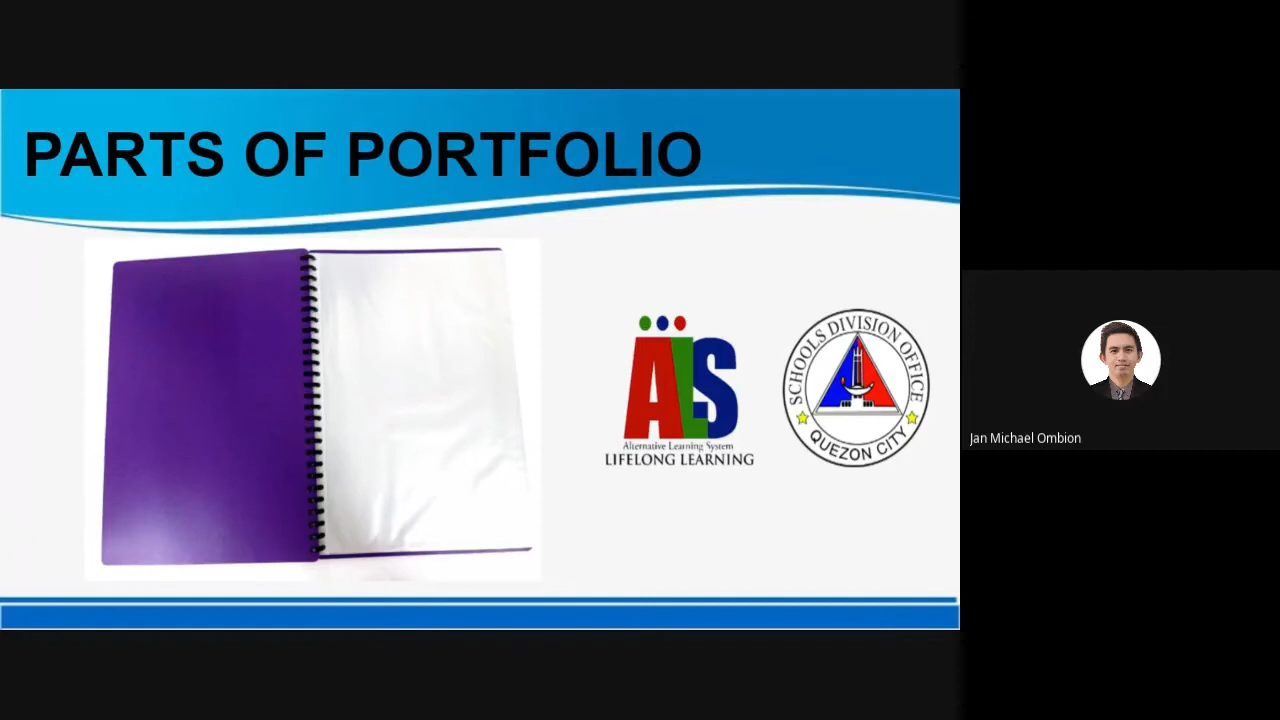 PARTS OF PORTFOLIO
ALS
Alternative Learning System
LIFELONG LEARNING
SCHOOLS DIVISION OFFICE
QUEZON CITY
Jan Michael Ombion